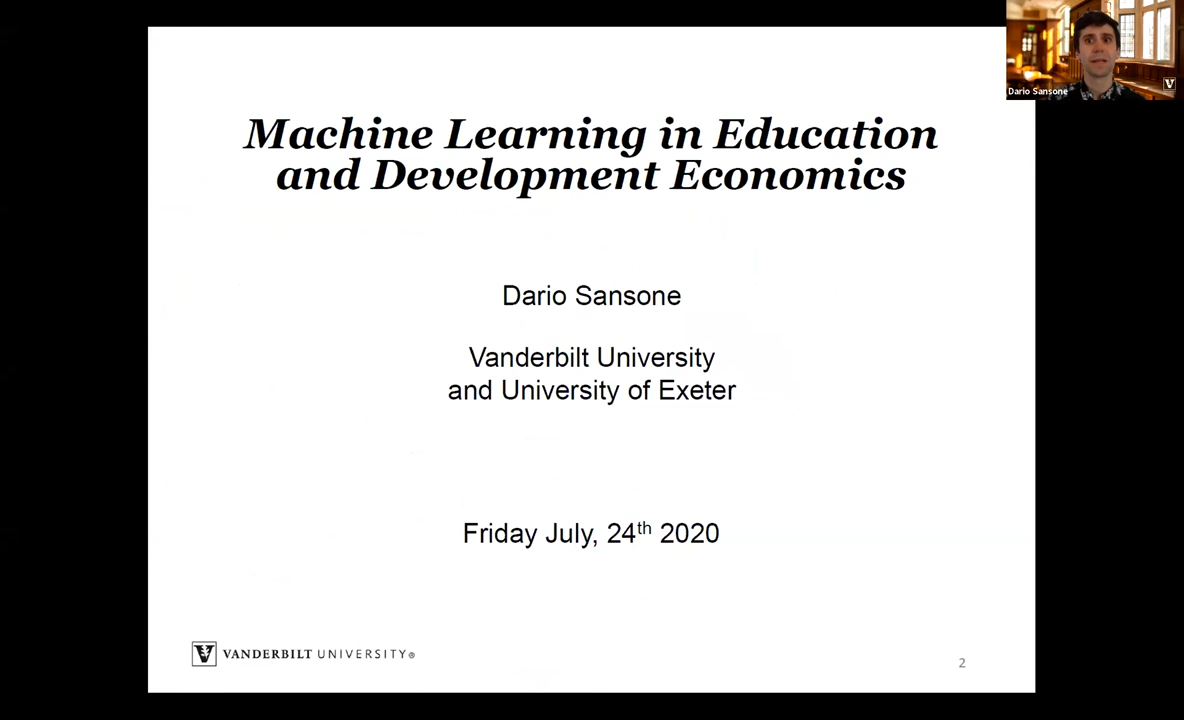 Machine Learning in Education
and Development Economics
Dario Sansone
Vanderbilt University
and University of Exeter
Friday July, 24th 2020
V VANDERBILT UNIVERSITY®
2
Dario Sansone
V